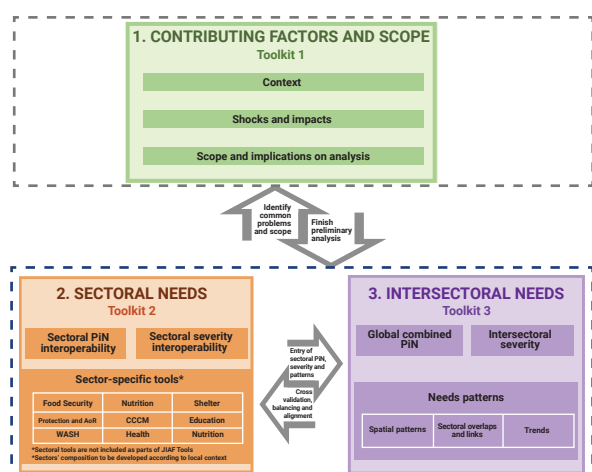 1. CONTRIBUTING FACTORS AND SCOPE
Toolkit 1
Context
Shocks and impacts
Scope and implications on analysis
Identify
common
problems
and scope
Finish
preliminary
analysis
2. SECTORAL NEEDS
Toolkit 2
Sectoral PiN
interoperability
Sectoral severity
interoperability
Sector-specific tools*
Food Security
Nutrition
Shelter
Protection and AoR
CCCM
Education
WASH
Health
Nutrition
*Sectoral tools are not included as parts of JIAF Tools
*Sectors' composition to be developed according to local context
Entry of
sectoral PiN,
severity and
patterns
Cross
validation,
balancing and
alignment
3. INTERSECTORAL NEEDS
Toolkit 3
Global combined
PiN
Intersectoral
severity
Needs patterns
Spatial patterns
Sectoral overlaps
and links
Trends